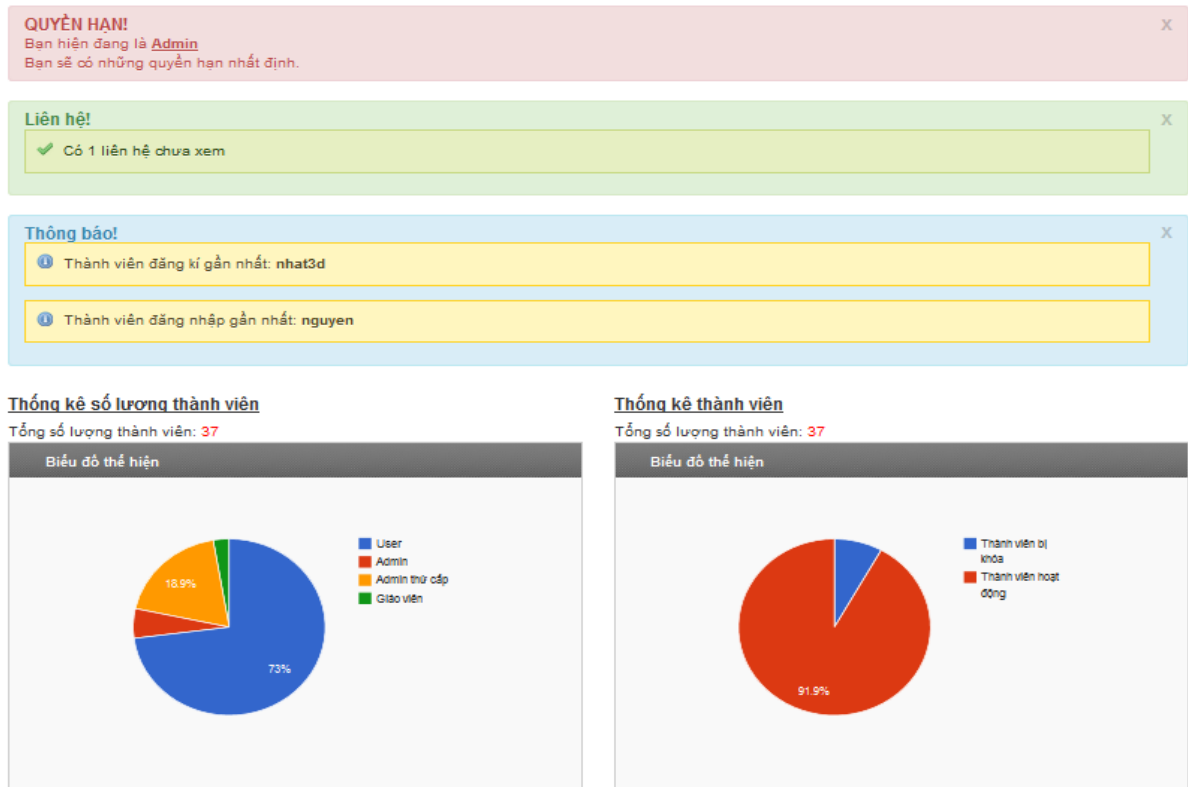 QUYỀN HẠN!
X
Bạn hiện đang là Admin
Bạn sẽ có những quyền hạn nhất định.
Liên hệ!
X
Có 1 liên hệ chưa xem
Thông báo!
X
Thành viên đăng kí gần nhất: nhat3d
Thành viên đăng nhập gần nhất: nguyen
Thống kê số lương thành viên
Tổng số lượng thành viên: 37
Biểu đồ thể hiện
User
Admin
Admin thứ cấp
Giáo viên
18.9%
73%
Thống kê thành viên
Tổng số lượng thành viên: 37
Biểu đồ thể hiện
Thành viên bị
khóa
Thành viên hoạt
động
91.9%